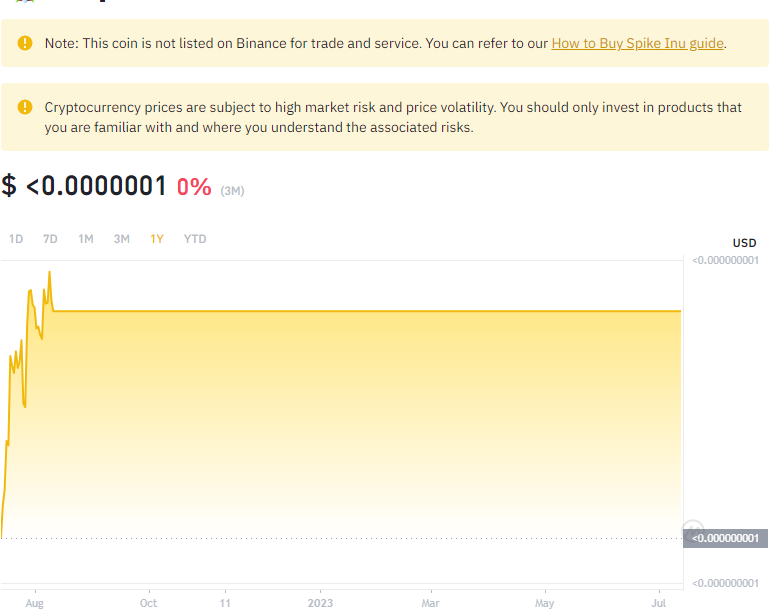 Note: This coin is not listed on Binance for trade and service. You can refer to our How to Buy Spike Inu guide.
Cryptocurrency prices are subject to high market risk and price volatility. You should only invest in products that
you are familiar with and where you understand the associated risks.
$ <0.0000001 0% (3M)
1D 7D 1M 3M 1Y YTD
USD
<0.000000001
<0.000000001
<0.000000001
Aug Oct 11 2023 Mar May Jul